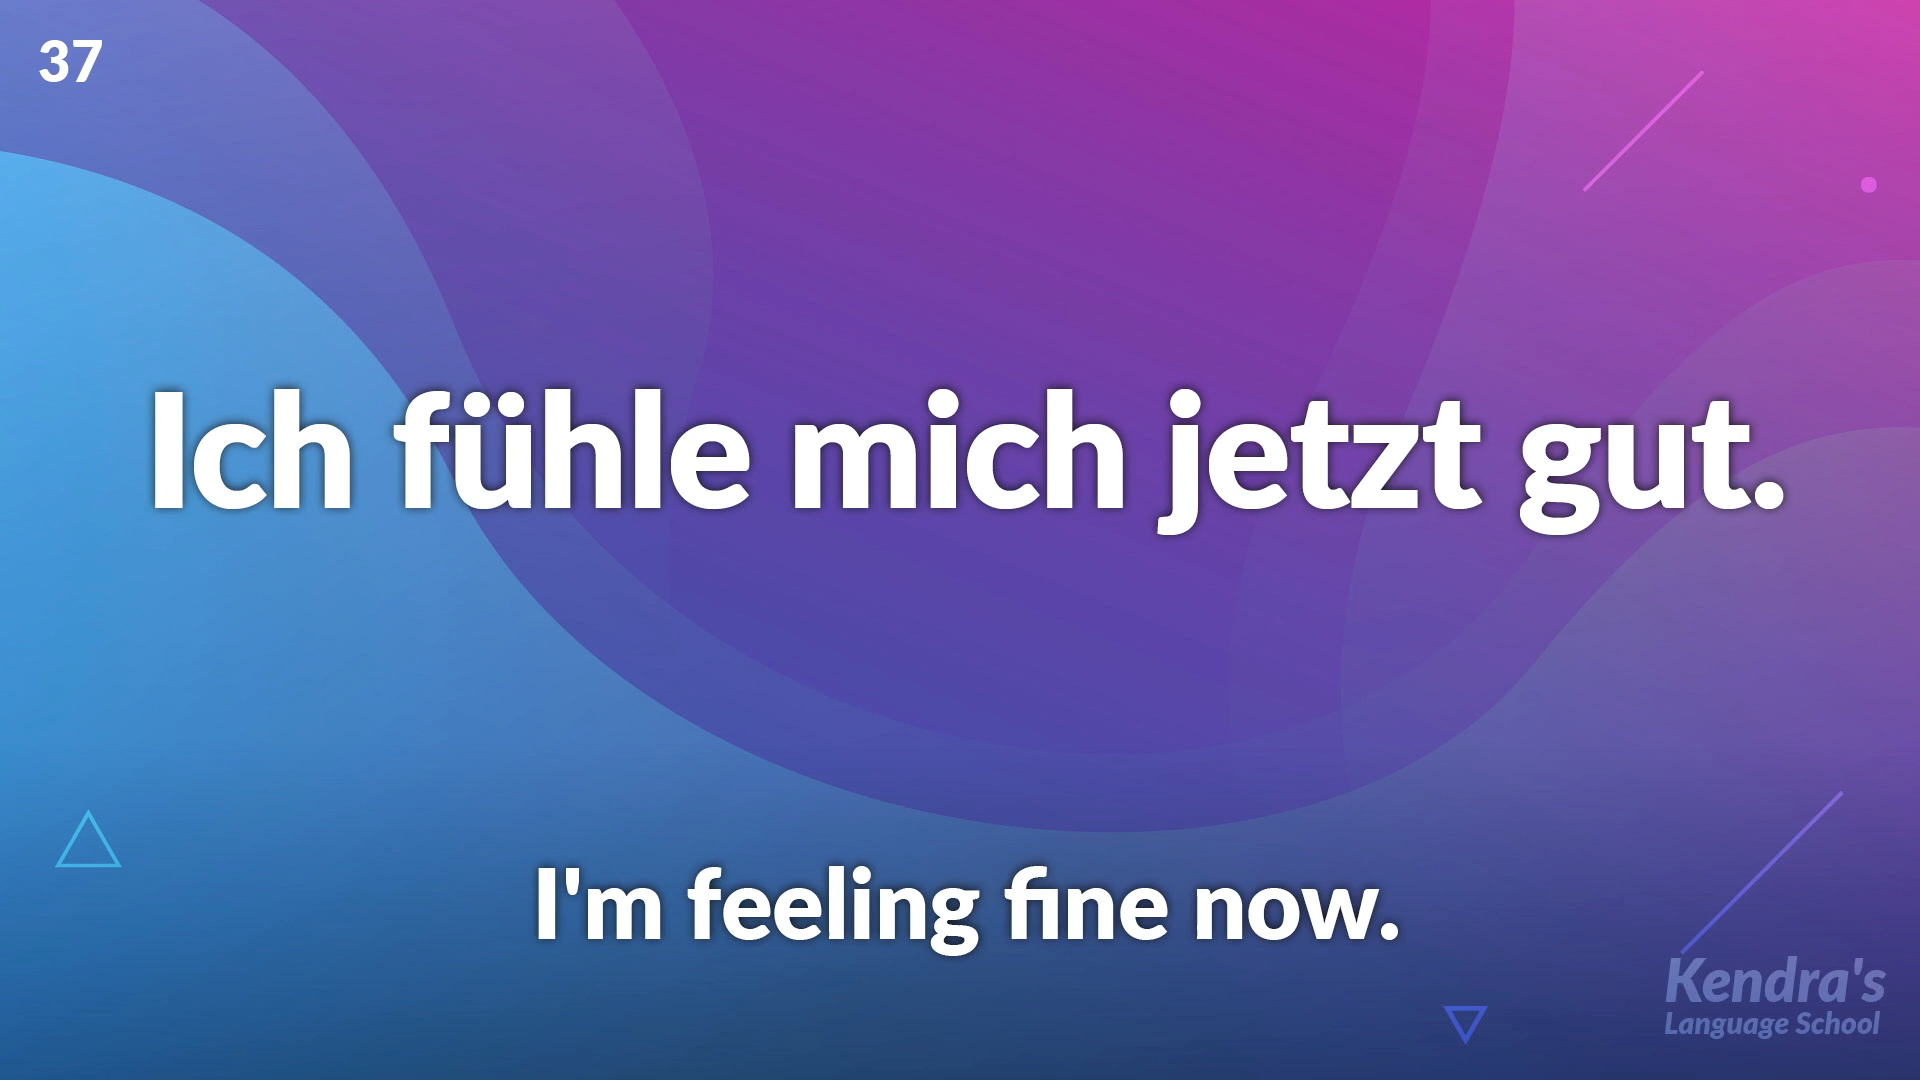 37
Ich fühle mich jetzt gut.
I'm feeling fine now.
Kendra's
Language School